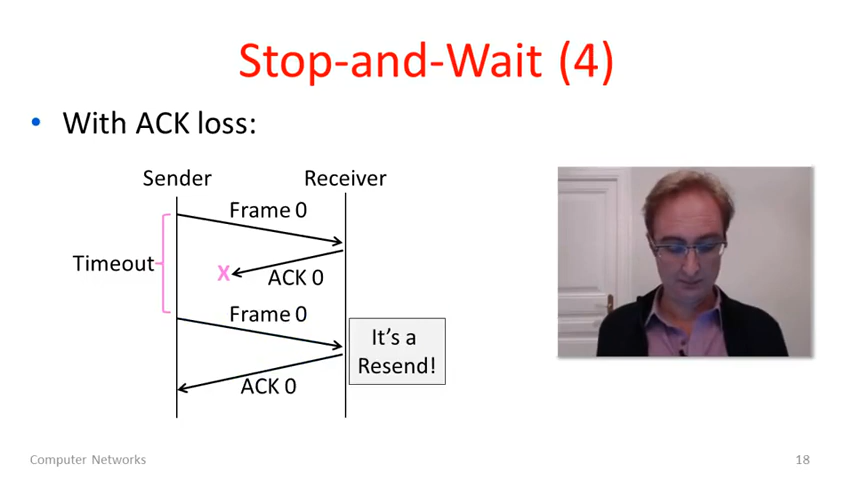 Stop-and-Wait (4)
• With ACK loss:
Sender Receiver
Frame 0
Timeout
X
ACK 0
Frame 0
It's a
Resend!
ACK 0
Computer Networks 18